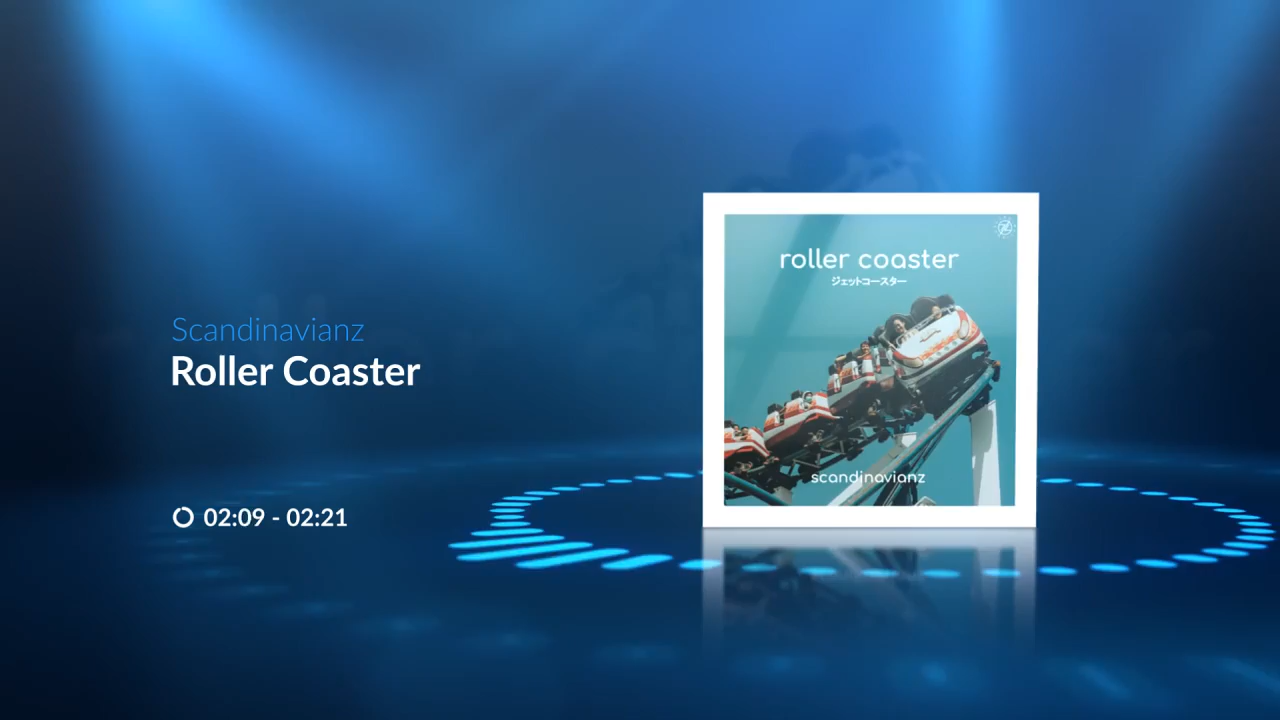 Scandinavianz
Roller Coaster
02:09 - 02:21
roller coaster
ジェットコースター
scandinavianz